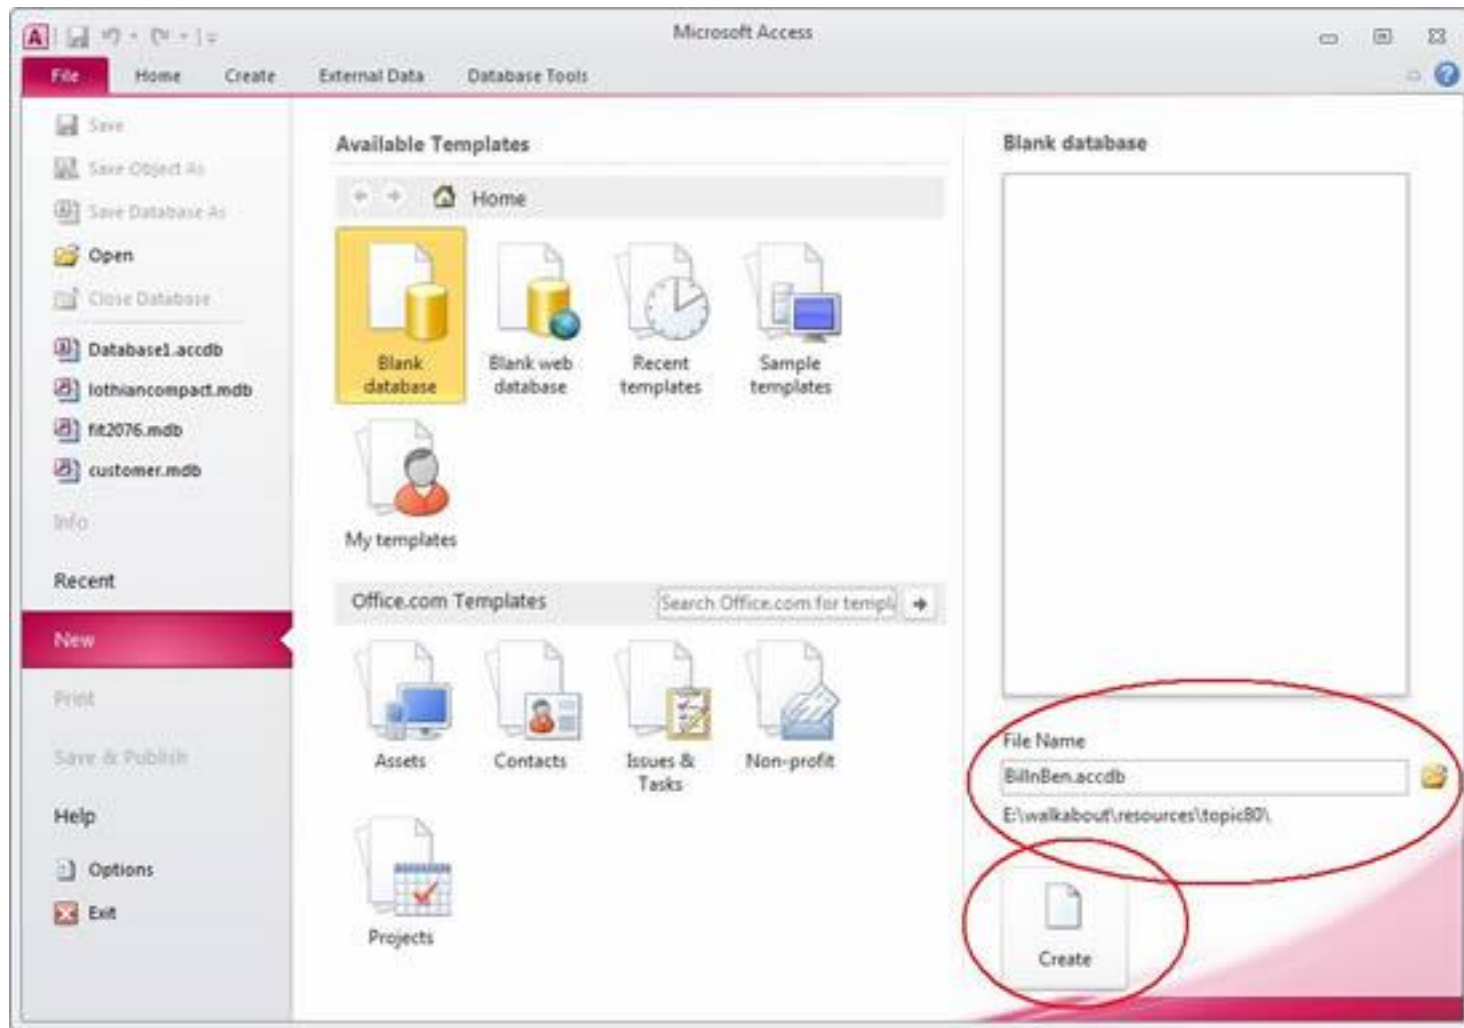 Microsoft Access
File Home Create External Data Database Tools
Save
Save Object As
Save Database As
Open
Close Database
Database1.accdb
lothiancompact.mdb
fit2076.mdb
customer.mdb
Info
Recent
New
Print
Save & Publish
Help
Options
Exit
Available Templates
Home
Blank
database
Blank web
database
Recent
templates
Sample
templates
My templates
Office.com Templates
Search Office.com for templ
Assets
Contacts
Issues &
Tasks
Non-profit
Projects
Blank database
File Name
BillnBen.accdb
E:\walkabout\resources\topic80\
Create